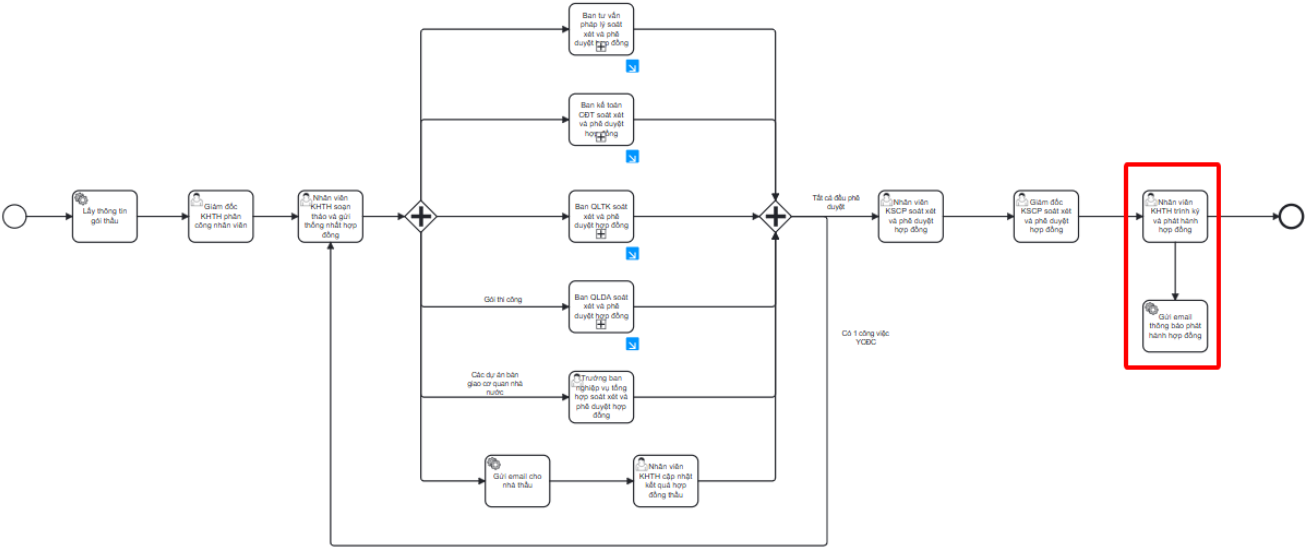 Lấy thông tin
gói thầu
Giám đốc
KHTH phân
công nhân viên
Nhân viên
KHTH soạn
thảo và gửi
thống nhất hợp
đồng
Ban tư vấn
pháp lý soát
xét và phê
duyệt hợp đồng
Ban kế toán
CĐT soát xét
và phê duyệt
hợp đồng
Ban QLTK soát
xét và phê
duyệt hợp đồng
Gói thi công
Ban QLDA soát
xét và phê
duyệt hợp đồng
Các dự án bàn
giao cơ quan nhà
nước
Trưởng ban
nghiệp vụ tổng
hợp soát xét và
phê duyệt hợp
đồng
Gửi email cho
nhà thầu
Nhân viên
KHTH cập nhật
kết quả hợp
đồng thầu
Tất cả đều phê
duyệt
Có 1 công việc
YCĐC
Nhân viên
KSCP soát xét
và phê duyệt
hợp đồng
Giám đốc
KSCP soát xét
và phê duyệt
hợp đồng
Nhân viên
KHTH trình ký
và phát hành
hợp đồng
Gửi email
thông báo phát
hành hợp đồng